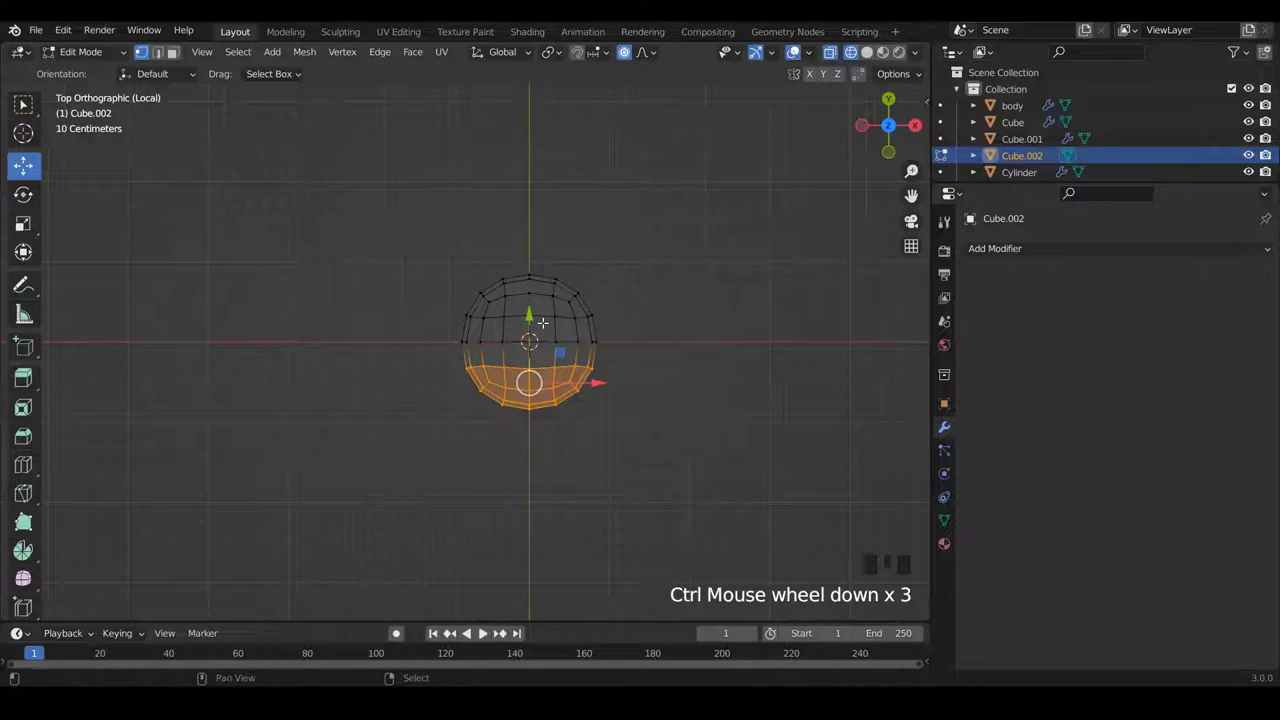 File Edit Render Window Help Layout Modeling Sculpting UV Editing Texture Paint Shading Animation Rendering Compositing Geometry Nodes Scripting + Scene ViewLayer
Edit Mode View Select Add Mesh Vertex Edge Face UV Global
Orientation: Default Drag: Select Box X Y Z Options
Scene Collection
Collection
body
Cube
Cube.001
Cube.002
Cylinder
Top Orthographic (Local)
(1) Cube.002
10 Centimeters
Y
Z
X
Cube.002
Add Modifier
Ctrl Mouse wheel down x 3
Playback Keying View Marker 1 Start 1 End 250
1 20 40 60 80 100 120 140 160 180 200 220 240
Pan View Select 3.0.0